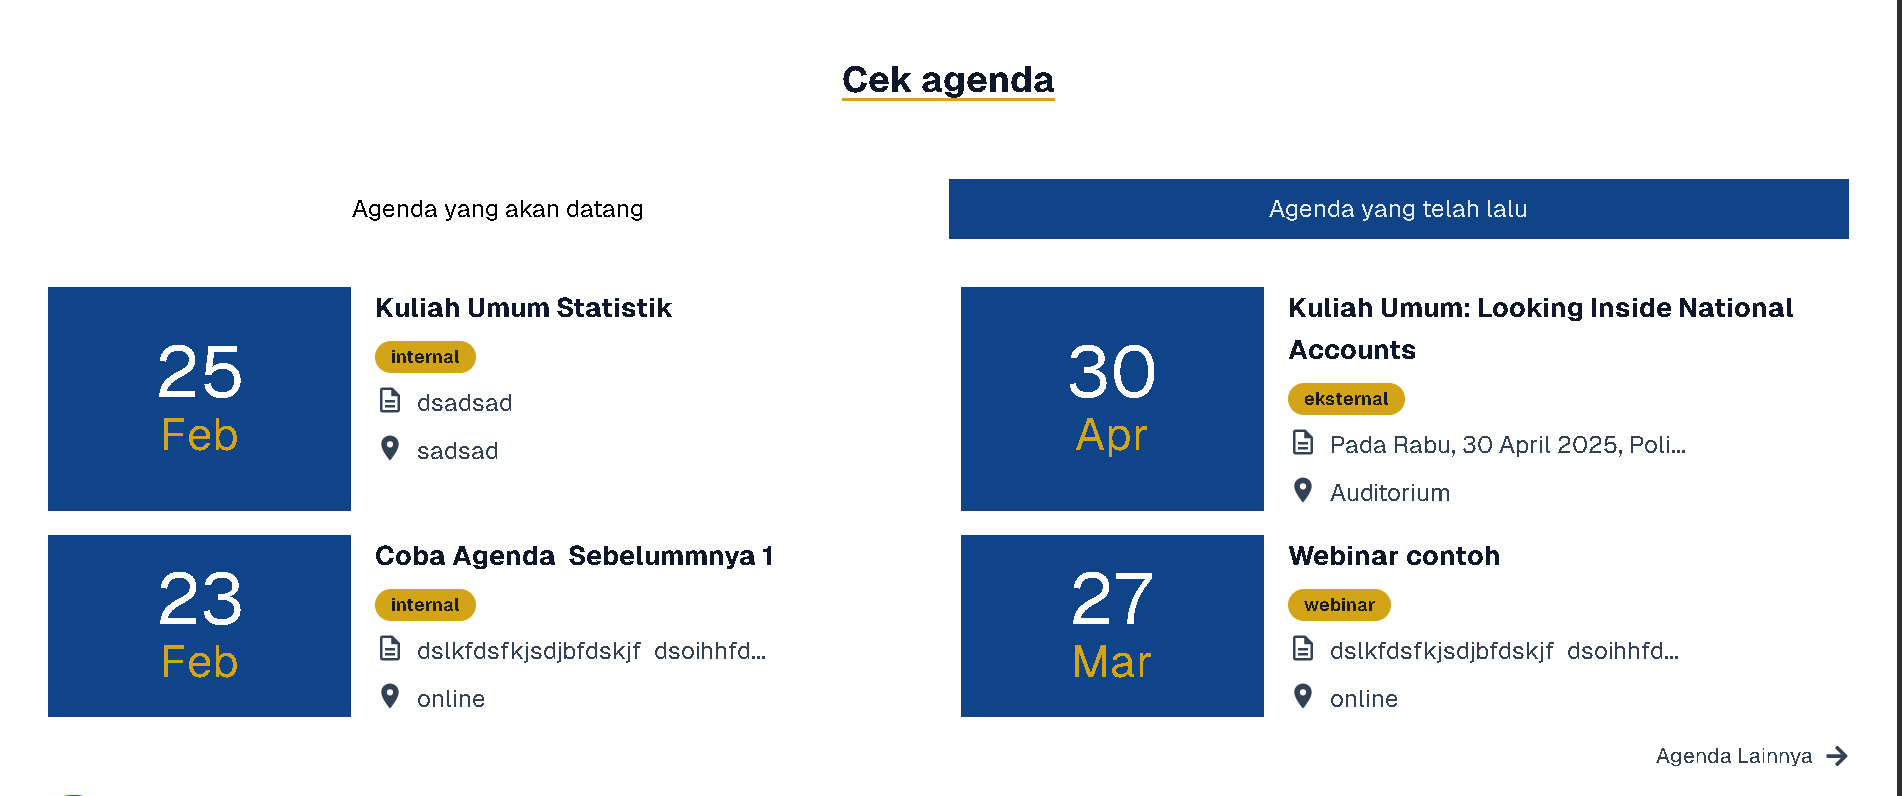 Cek agenda
Agenda yang akan datang
Agenda yang telah lalu
25
Feb
Kuliah Umum Statistik
internal
dsadsad
sadsad
30
Apr
Kuliah Umum: Looking Inside National
Accounts
eksternal
Pada Rabu, 30 April 2025, Poli...
Auditorium
23
Feb
Coba Agenda  Sebelummnya 1
internal
dslkfdsfkjsdjbfdskjf  dsoihhfd...
online
27
Mar
Webinar contoh
webinar
dslkfdsfkjsdjbfdskjf  dsoihhfd...
online
Agenda Lainnya